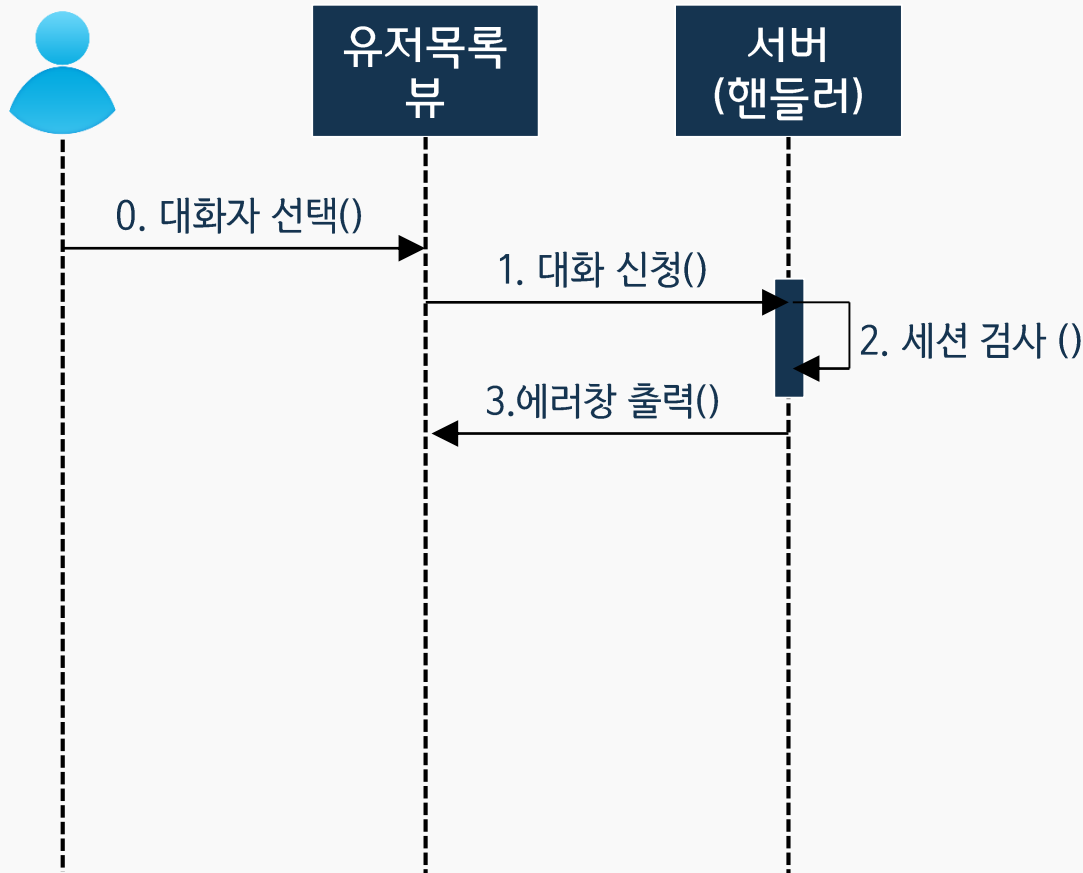 유저목록
뷰
서버
(핸들러)
0. 대화자 선택()
1. 대화 신청()
2. 세션 검사 ()
3.에러창 출력()